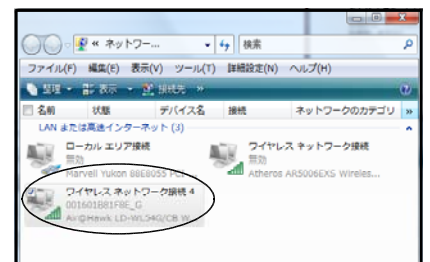 « ネットワー...
検索
ファイル(F) 編集(E) 表示(V) ツール(T) 詳細設定(N) ヘルプ(H)
整理 表示 接続先 »
名前 状態 デバイス名 接続 ネットワークのカテゴリ »
LAN または高速インターネット (3)
ローカル エリア接続
無効
Marvell Yukon 88E8055 PCI-...
ワイヤレス ネットワーク接続
無効
Atheros AR5006EXS Wireles...
ワイヤレス ネットワーク接続 4
001601B81F8E_G
Air@Hawk LD-WL54G/CB W...